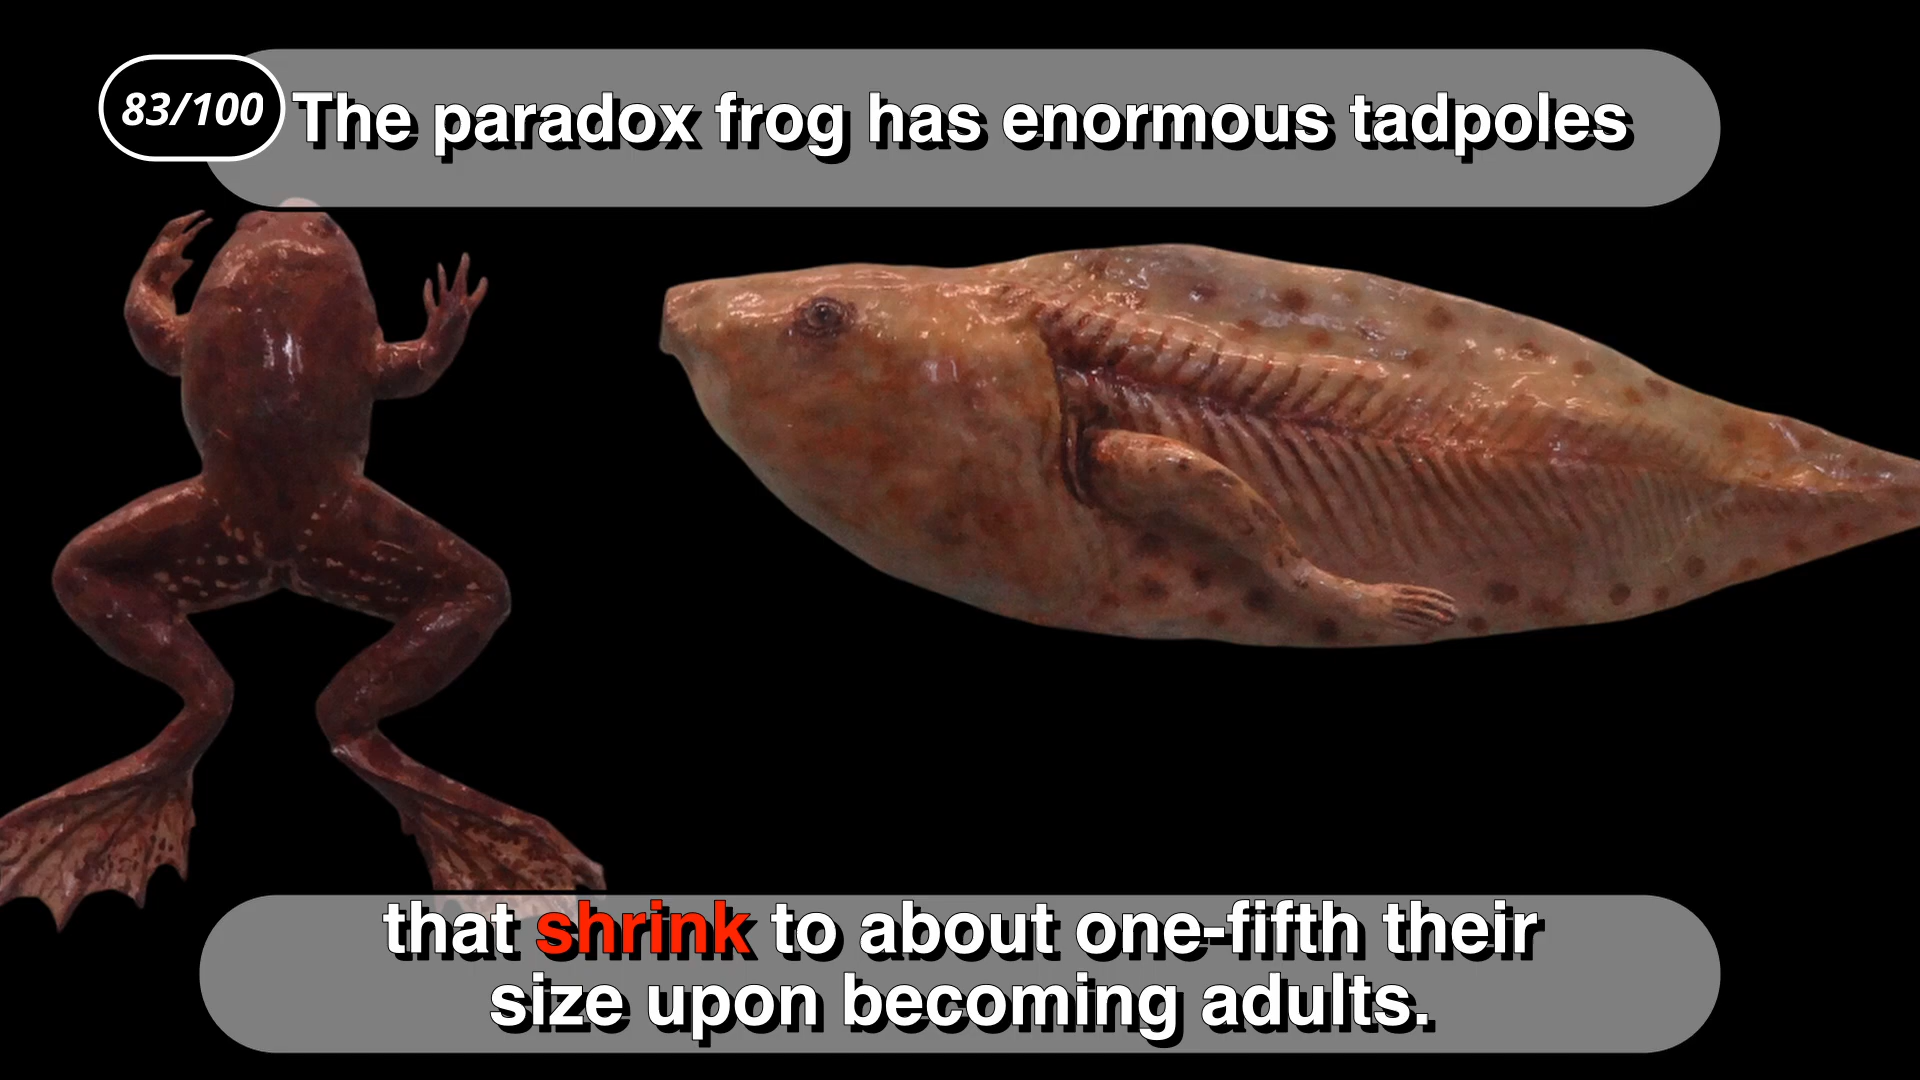 83/100
The paradox frog has enormous tadpoles
that shrink to about one-fifth their
size upon becoming adults.